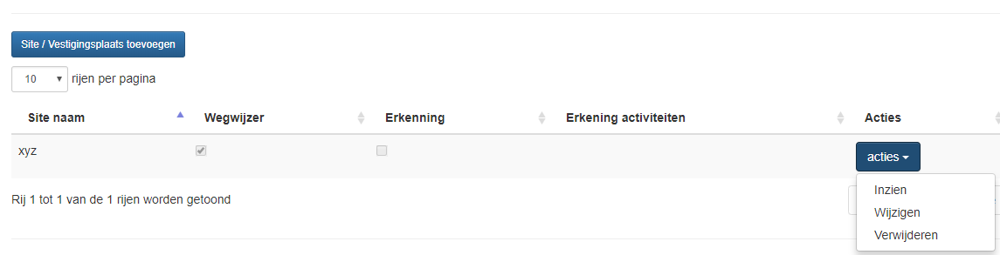 Site / Vestigingsplaats toevoegen
10 rijen per pagina
Site naam Wegwijzer Erkenning Erkening activiteiten Acties
xyz acties
Inzien
Rij 1 tot 1 van de 1 rijen worden getoond
Wijzigen
Verwijderen